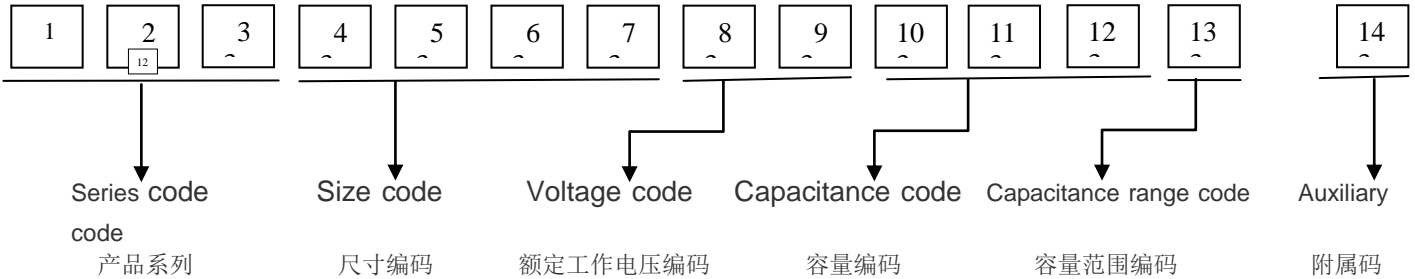 1 2 3 4 5 6 7 8 9 10 11 12 13 14
12
Series code Size code Voltage code Capacitance code Capacitance range code Auxiliary
code
产品系列 尺寸编码 额定工作电压编码 容量编码 容量范围编码 附属码